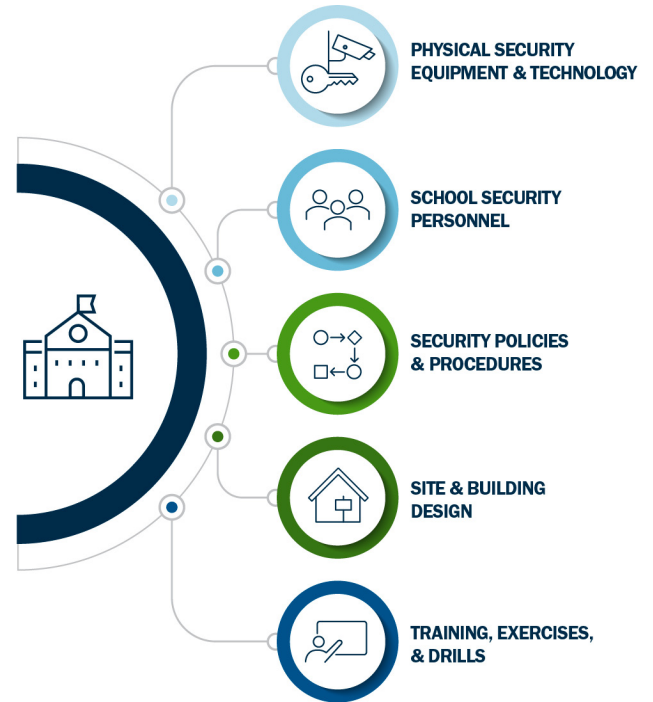 PHYSICAL SECURITY
EQUIPMENT & TECHNOLOGY
SCHOOL SECURITY
PERSONNEL
SECURITY POLICIES
& PROCEDURES
SITE & BUILDING
DESIGN
TRAINING, EXERCISES,
& DRILLS